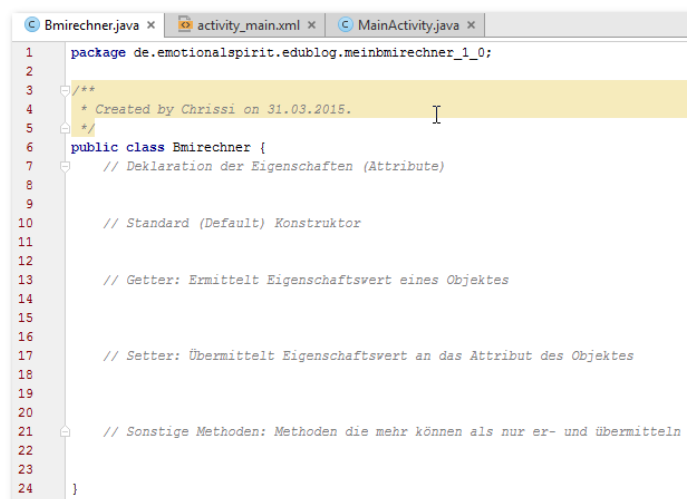 Bmirechner.java × activity_main.xml × MainActivity.java ×
1 package de.emotionalspirit.edublog.meinbmirechner_1_0;
2
3 /**
4 * Created by Chrissi on 31.03.2015.
5 */
6 public class Bmirechner {
7 // Deklaration der Eigenschaften (Attribute)
8
9
10 // Standard (Default) Konstruktor
11
12
13 // Getter: Ermittelt Eigenschaftswert eines Objektes
14
15
16
17 // Setter: Übermittelt Eigenschaftswert an das Attribut des Objektes
18
19
20
21 // Sonstige Methoden: Methoden die mehr können als nur er- und übermitteln
22
23
24 }